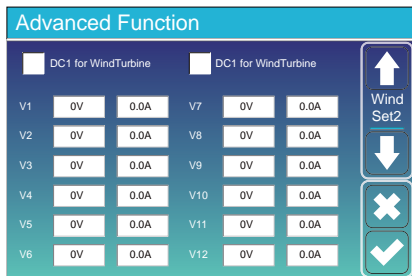 Advanced Function
DC1 for WindTurbine DC1 for WindTurbine
V1 0V 0.0A V7 0V 0.0A
V2 0V 0.0A V8 0V 0.0A
V3 0V 0.0A V9 0V 0.0A
V4 0V 0.0A V10 0V 0.0A
V5 0V 0.0A V11 0V 0.0A
V6 0V 0.0A V12 0V 0.0A
Wind
Set2